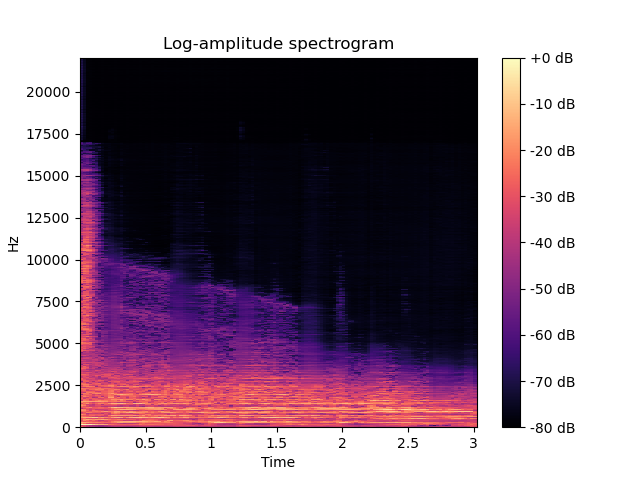 Log-amplitude spectrogram
Hz
20000
17500
15000
12500
10000
7500
5000
2500
0
0
0.5
1
1.5
2
2.5
3
Time
+0 dB
-10 dB
-20 dB
-30 dB
-40 dB
-50 dB
-60 dB
-70 dB
-80 dB